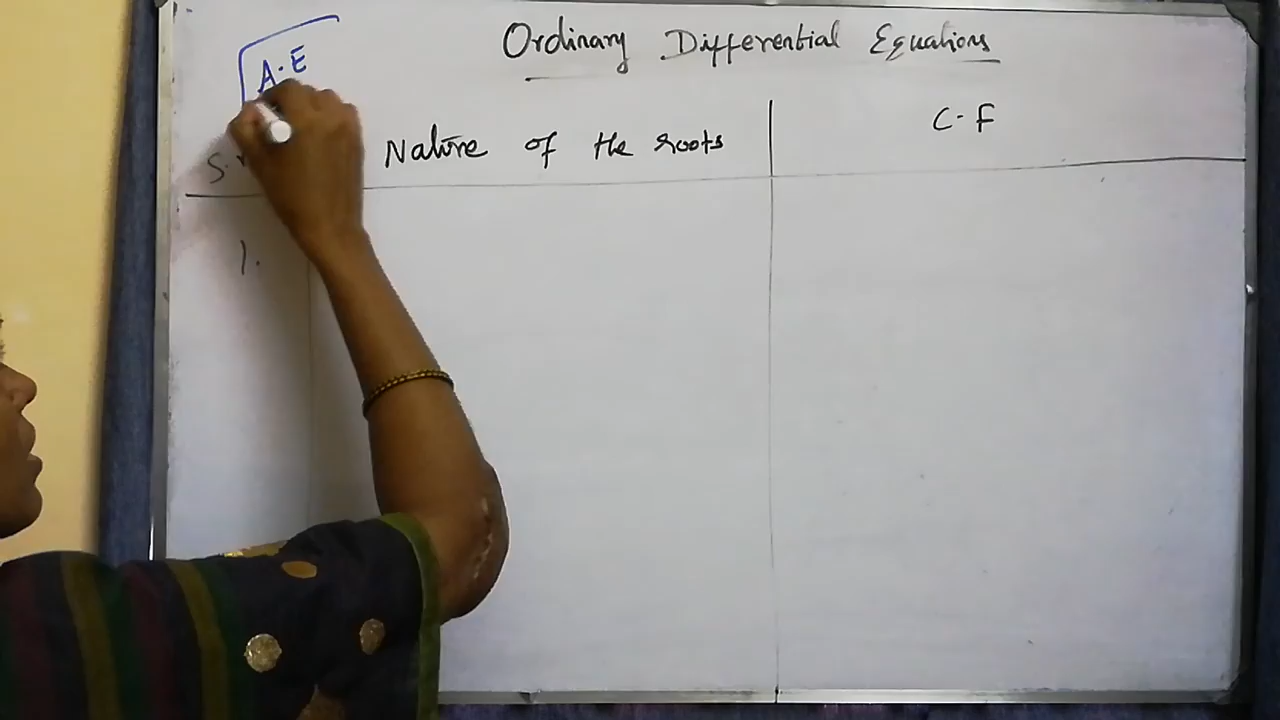 Ordinary Differential Equations
A.E
Nature of the roots
C.F
1.